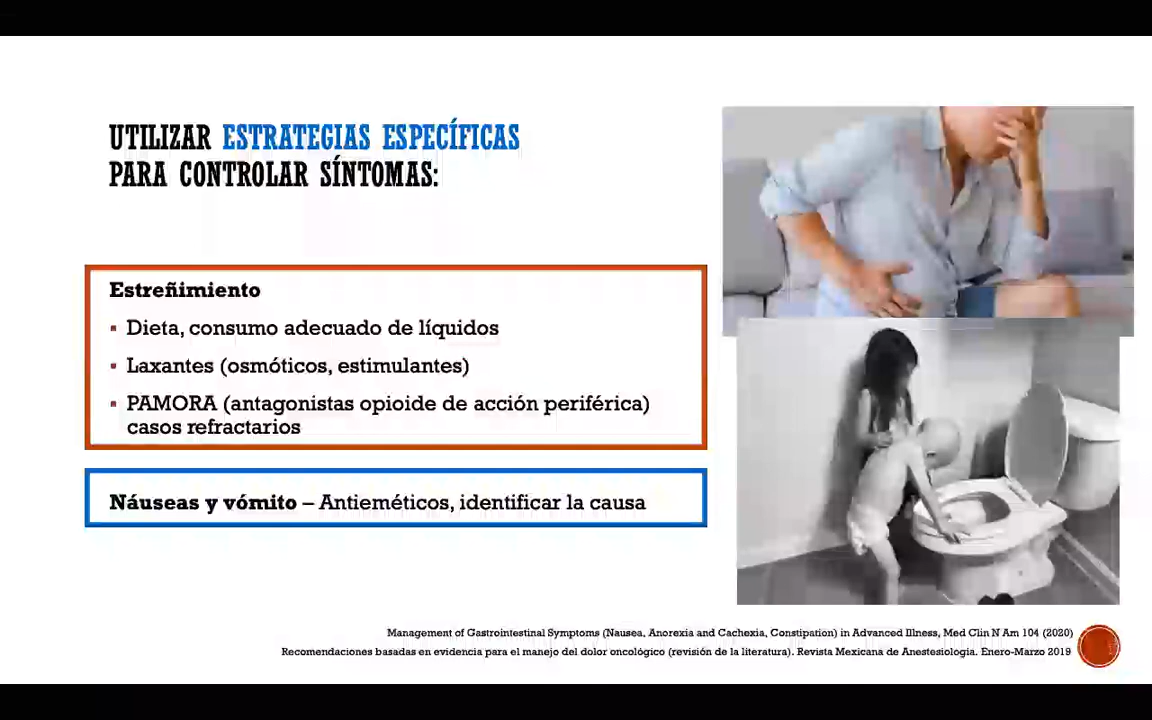 UTILIZAR ESTRATEGIAS ESPECÍFICAS
PARA CONTROLAR SÍNTOMAS:
Estreñimiento
▪ Dieta, consumo adecuado de líquidos
▪ Laxantes (osmóticos, estimulantes)
▪ PAMORA (antagonistas opioide de acción periférica)
casos refractarios
Náuseas y vómito – Antieméticos, identificar la causa
Management of Gastrointestinal Symptoms (Nausea, Anorexia and Cachexia, Constipation) in Advanced Illness, Med Clin N Am 104 (2020)
Recomendaciones basadas en evidencia para el manejo del dolor oncológico (revisión de la literatura). Revista Mexicana de Anestesiología. Enero-Marzo 2019